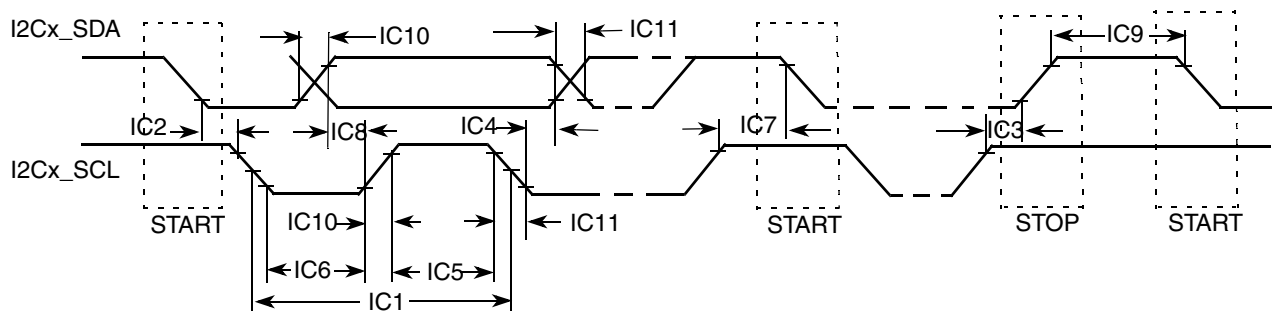 I2Cx_SDA
IC10
IC11
IC9
IC2
IC8
IC4
IC7
IC3
I2Cx_SCL
START
IC10
IC11
START
STOP
START
IC6
IC5
IC1